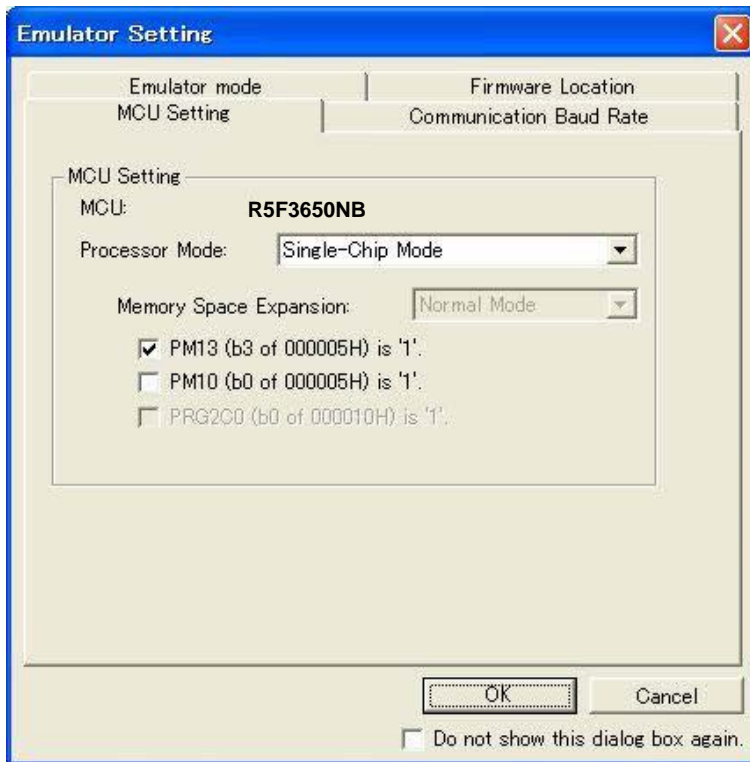 Emulator Setting
Emulator mode
Firmware Location
MCU Setting
Communication Baud Rate
MCU Setting
MCU: R5F3650NB
Processor Mode: Single-Chip Mode
Memory Space Expansion: Normal Mode
PM13 (b3 of 000005H) is '1'.
PM10 (b0 of 000005H) is '1'.
PRG2C0 (b0 of 000010H) is '1'.
OK
Cancel
Do not show this dialog box again.